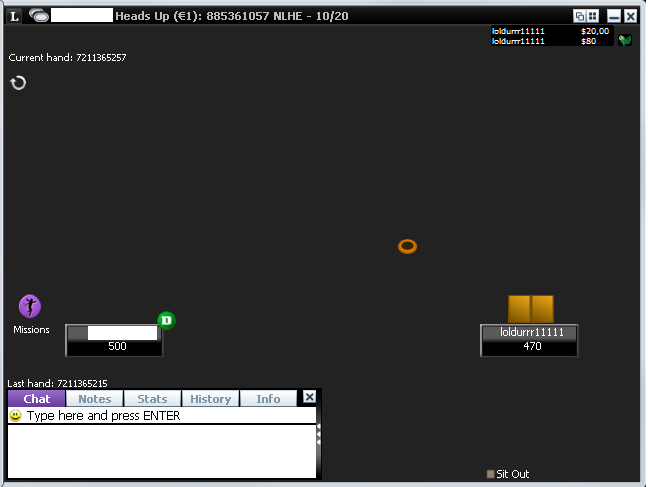 L Heads Up (€1): 885361057 NLHE - 10/20
loldurrr11111 $20,00
loldurrr11111 $80
Current hand: 7211365257
Missions
D
500
loldurrr11111
470
Last hand: 7211365215
Chat Notes Stats History Info
Type here and press ENTER
Sit Out